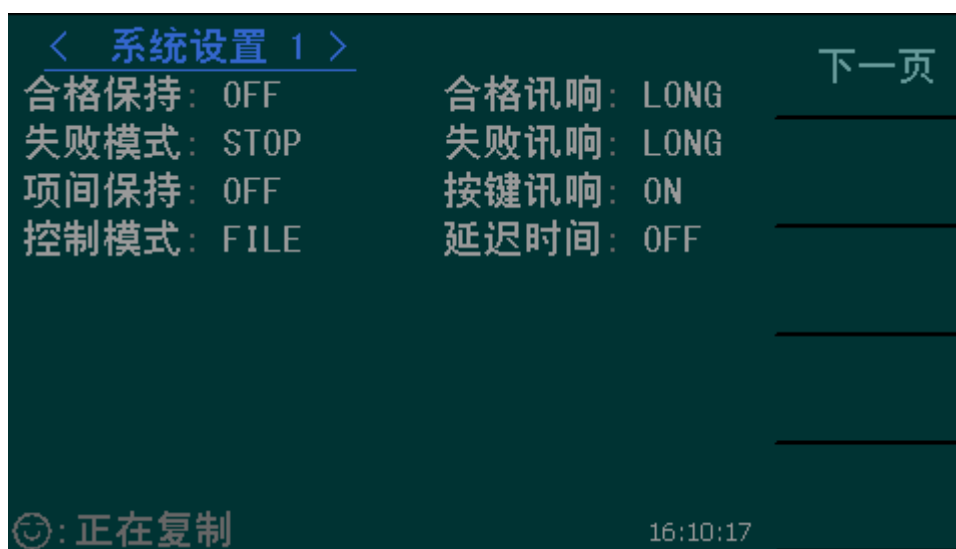 < 系统设置 1 >
下一页
合格保持: OFF 合格讯响: LONG
失败模式: STOP 失败讯响: LONG
项间保持: OFF 按键讯响: ON
控制模式: FILE 延迟时间: OFF
:正在复制 16:10:17